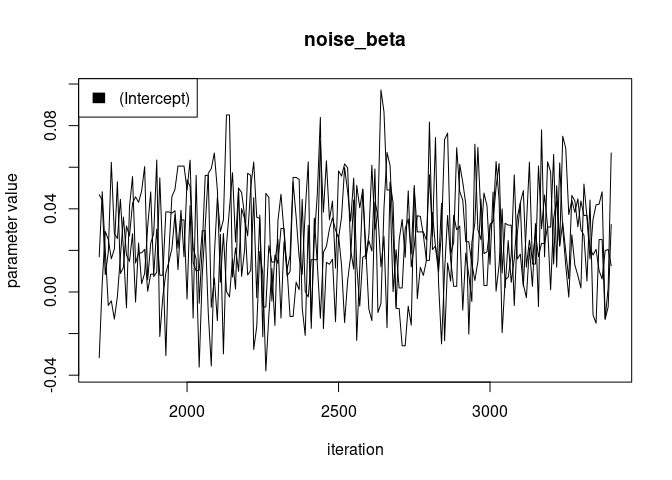 noise_beta
(Intercept)
parameter value
-0.04
0.00
0.04
0.08
2000
2500
3000
iteration